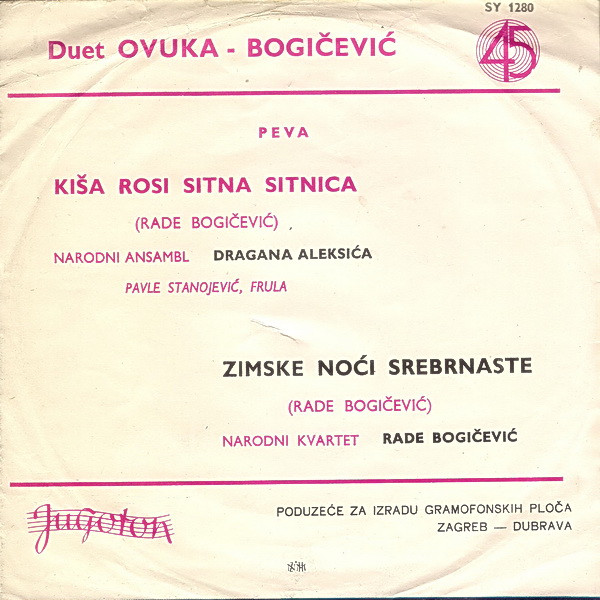 SY 1280
Duet OVUKA - BOGIČEVIĆ
45
PEVA
KIŠA ROSI SITNA SITNICA
(RADE BOGIČEVIĆ)
NARODNI ANSAMBL DRAGANA ALEKSIĆA
PAVLE STANOJEVIĆ, FRULA
ZIMSKE NOĆI SREBRNASTE
(RADE BOGIČEVIĆ)
NARODNI KVARTET RADE BOGIČEVIĆ
Jugoton
PODUZEĆE ZA IZRADU GRAMOFONSKIH PLOČA
ZAGREB — DUBRAVA